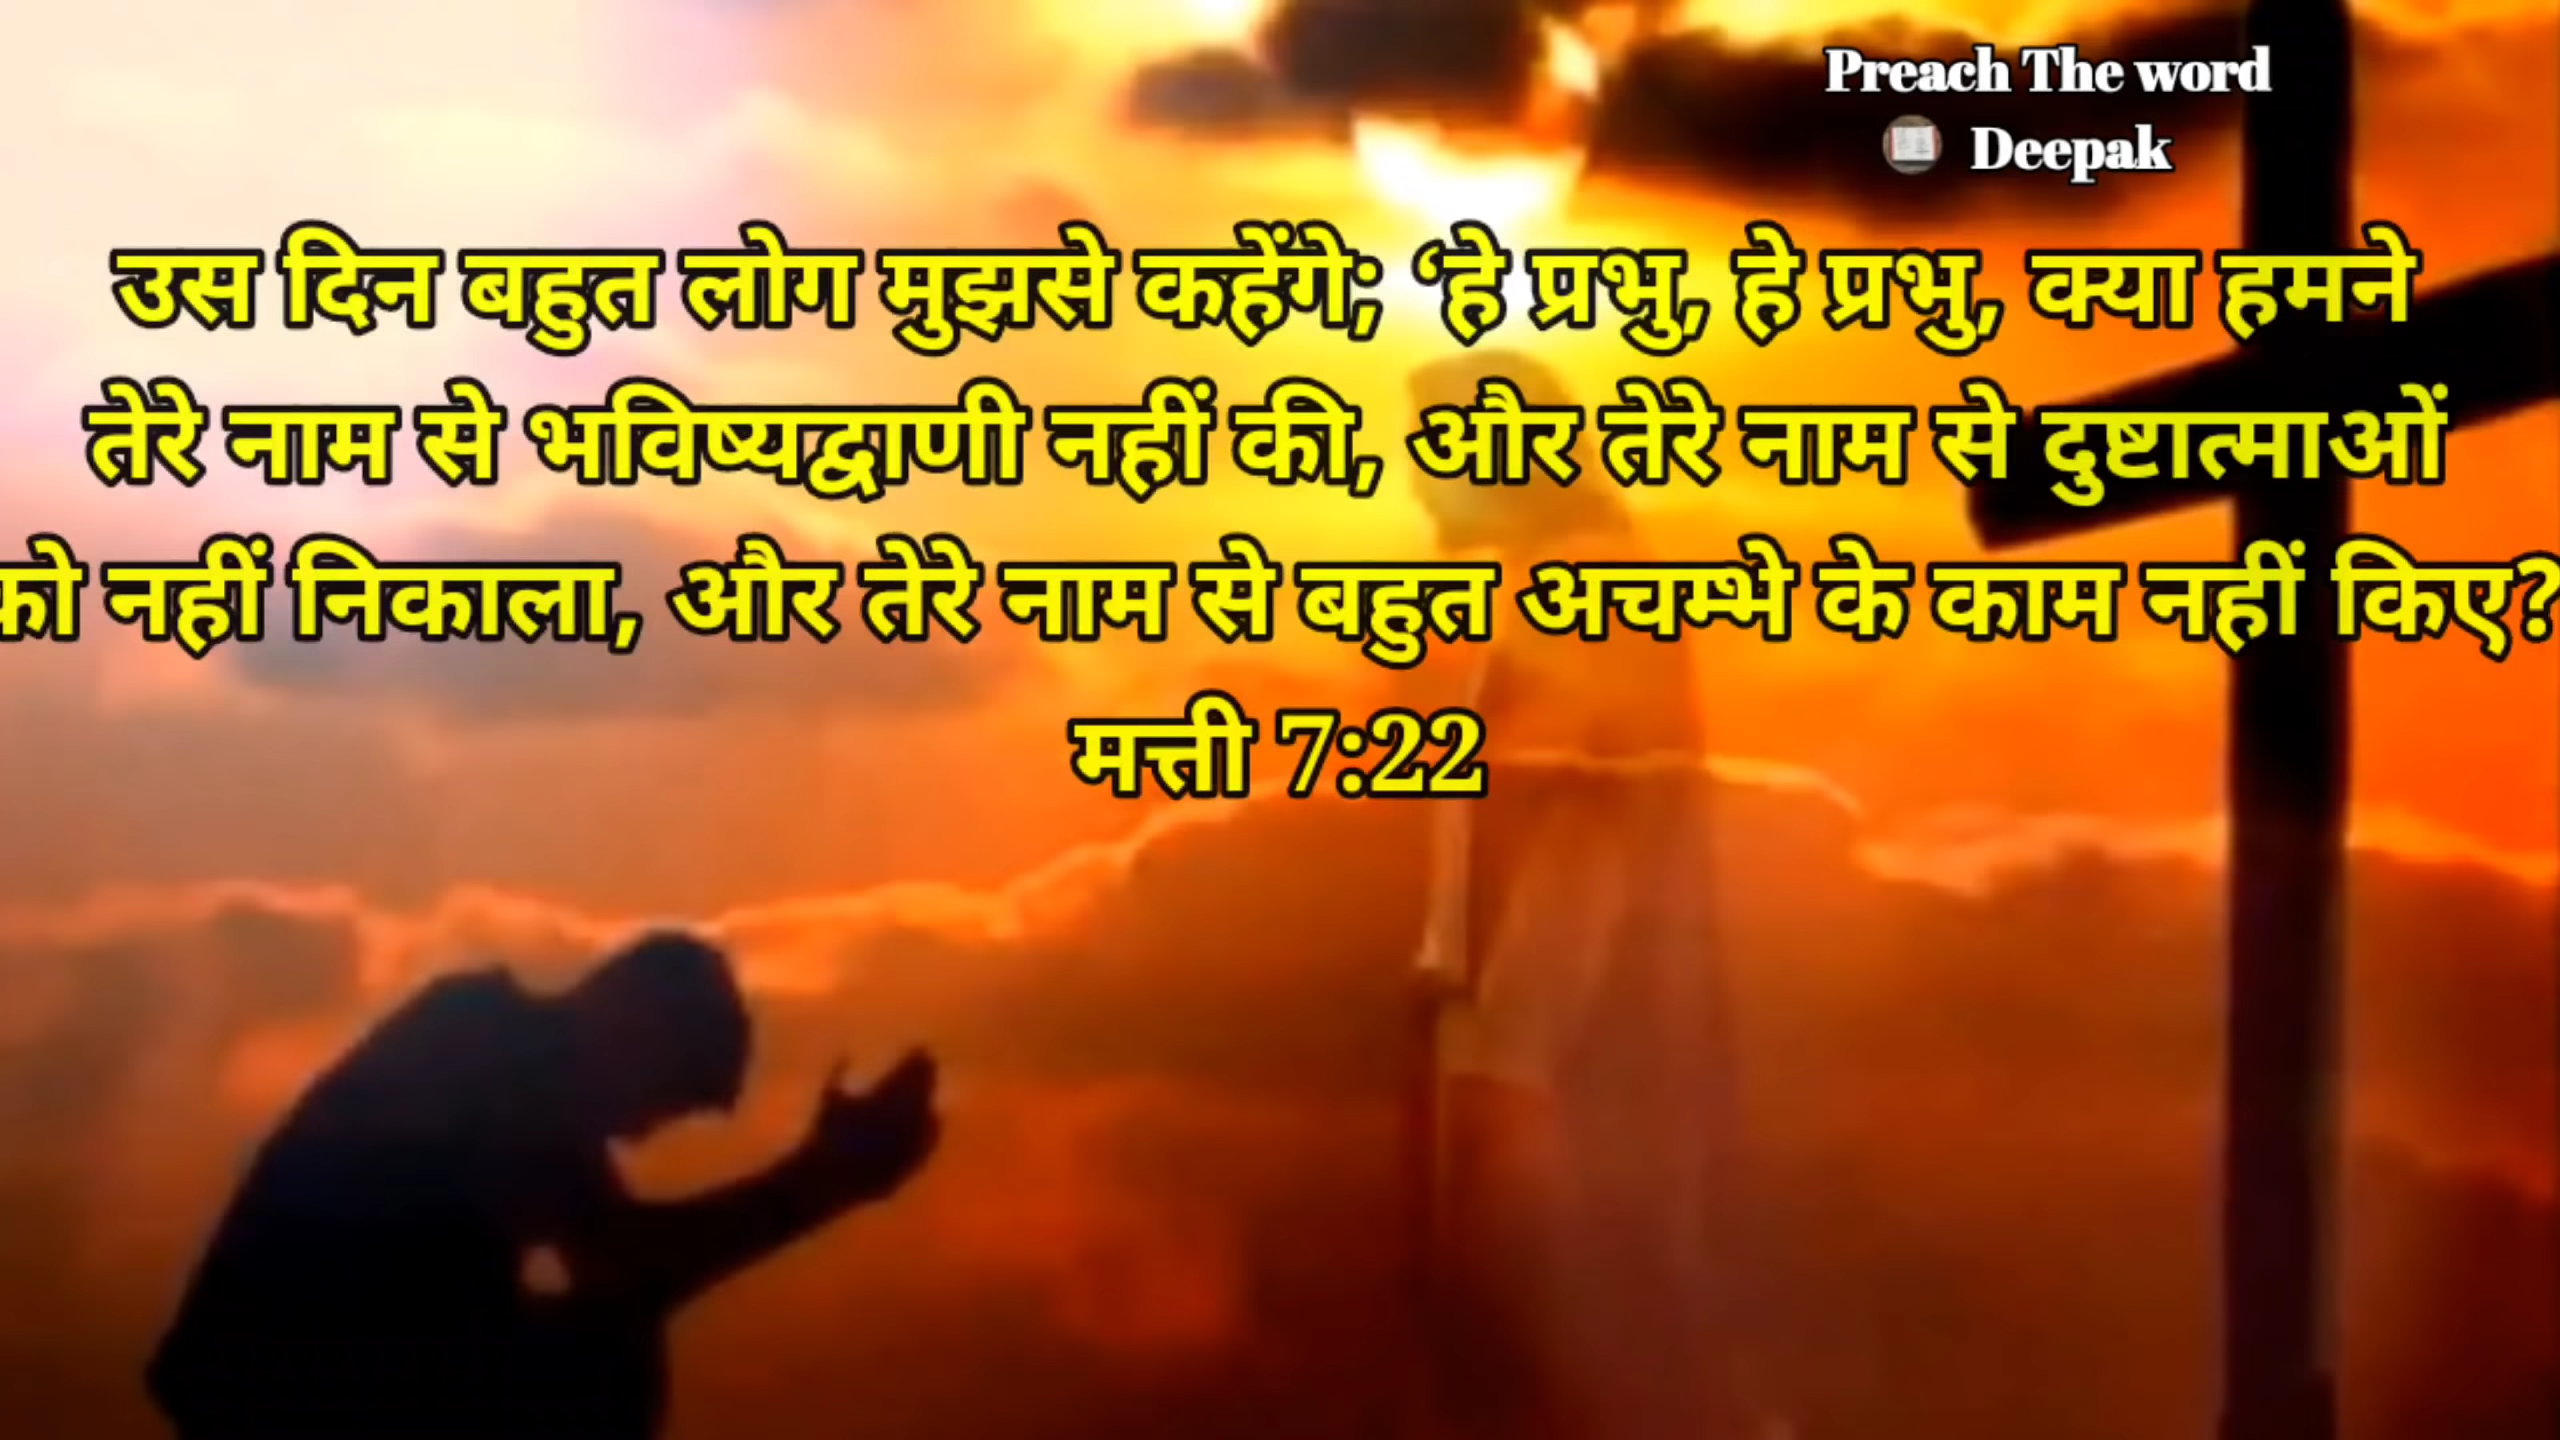 Preach The word
Deepak
उस दिन बहुत लोग मुझसे कहेंगे; ‘हे प्रभु, हे प्रभु, क्या हमने
तेरे नाम से भविष्यद्वाणी नहीं की, और तेरे नाम से दुष्टात्माओं
को नहीं निकाला, और तेरे नाम से बहुत अचम्भे के काम नहीं किए?
मत्ती 7:22